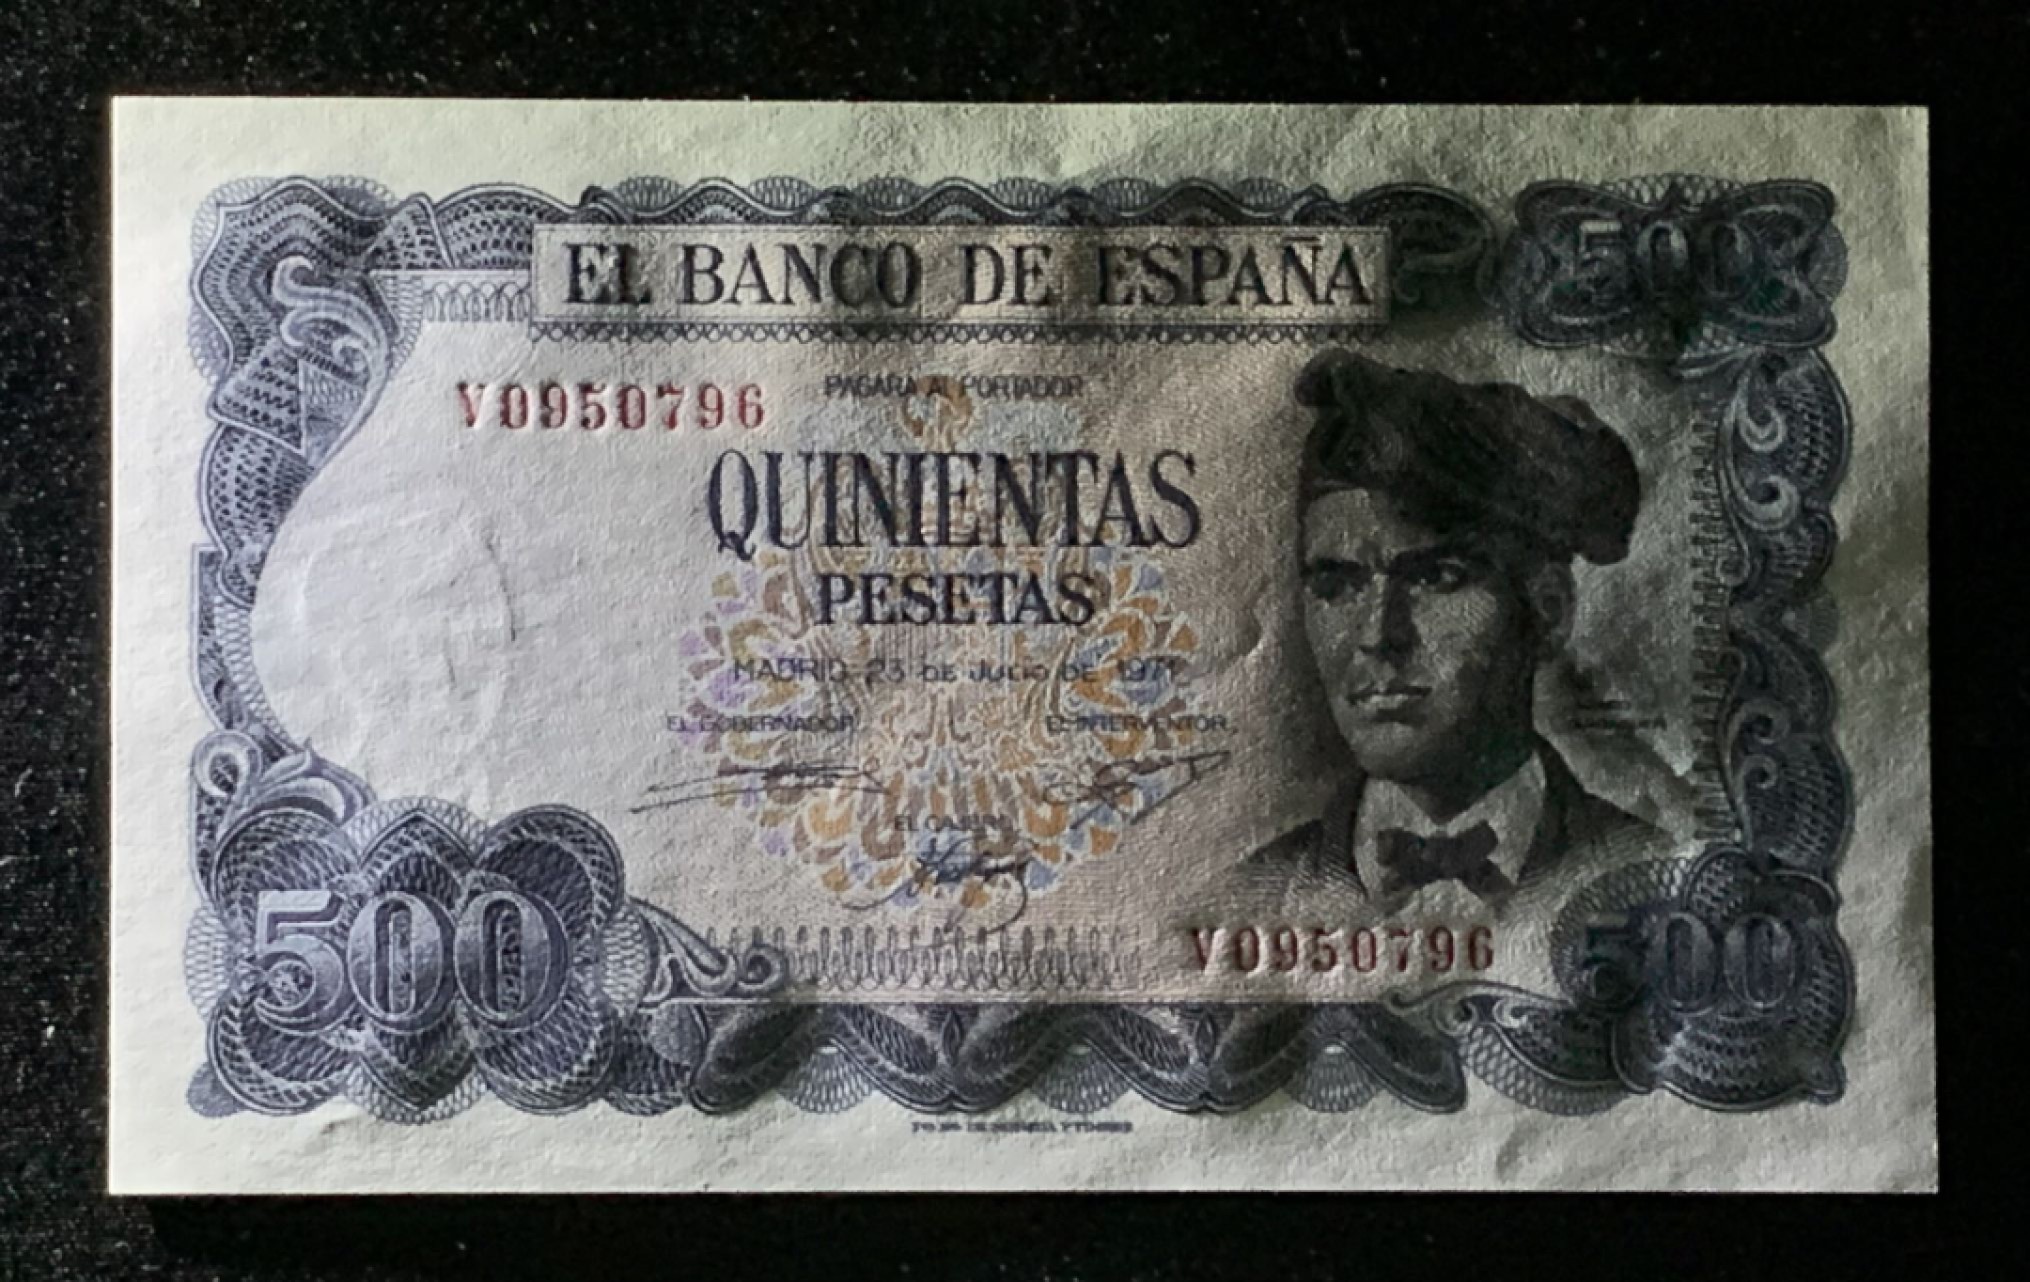 EL BANCO DE ESPAÑA
500
V0950796
PAGARÁ AL PORTADOR
QUINIENTAS
PESETAS
MADRID 23 DE JULIO DE 1971
EL GOBERNADOR
EL INTERVENTOR
EL CAJERO
V0950796
500
500